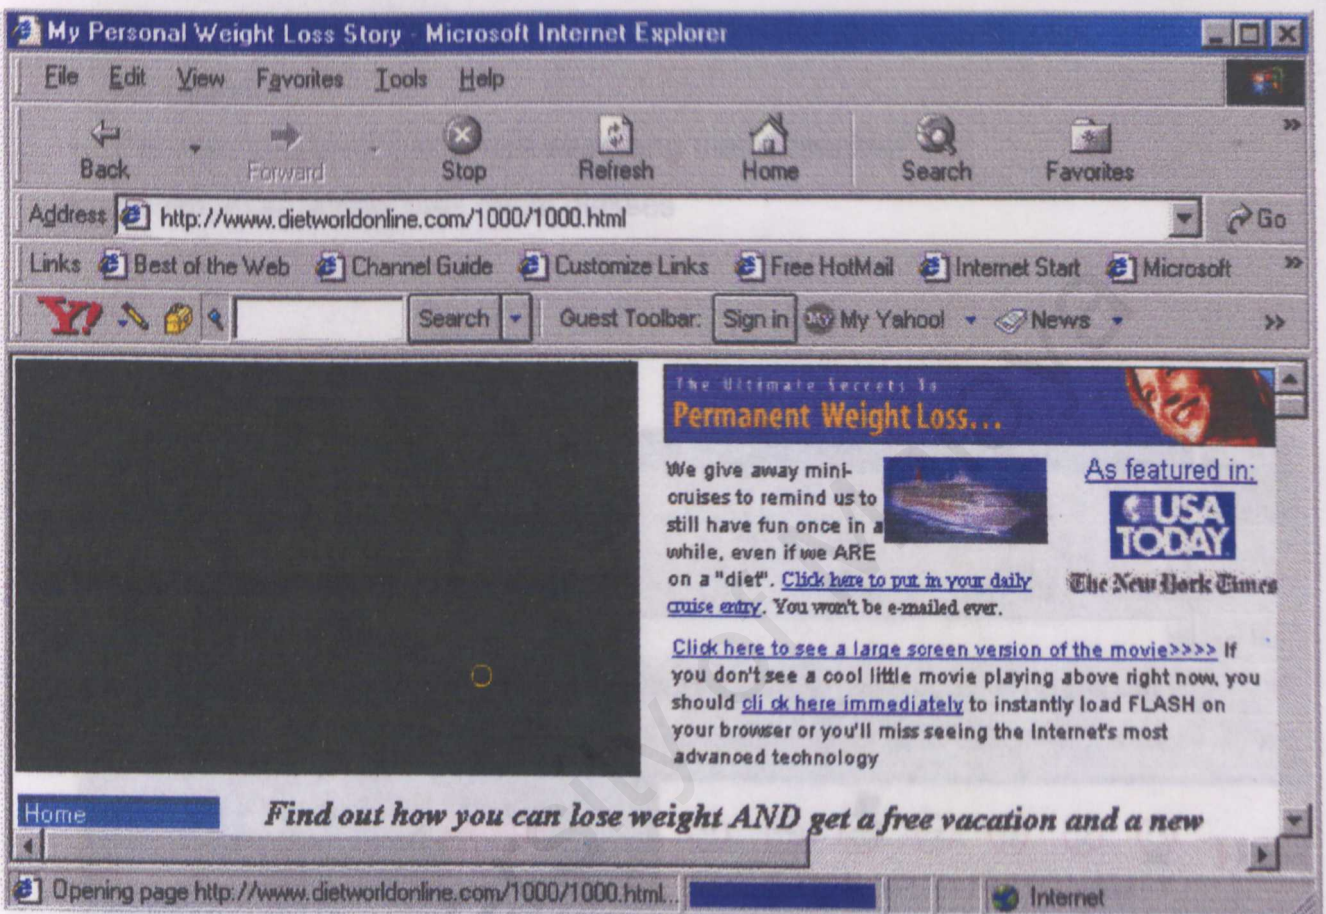 My Personal Weight Loss Story - Microsoft Internet Explorer
File Edit View Favorites Tools Help
Back Forward Stop Refresh Home Search Favorites
Address http://www.dietworldonline.com/1000/1000.html Go
Links Best of the Web Channel Guide Customize Links Free HotMail Internet Start Microsoft
Y! Search Guest Toolbar: Sign in My Yahoo! News
The Ultimate Secrets To
Permanent Weight Loss...
We give away mini-
cruises to remind us to
still have fun once in a
while, even if we ARE
on a "diet". Click here to put in your daily
cruise entry. You won't be e-mailed ever.
As featured in:
USA
TODAY
The New York Times
Click here to see a large screen version of the movie>>>> If
you don't see a cool little movie playing above right now, you
should cli ck here immediately to instantly load FLASH on
your browser or you'll miss seeing the Internet's most
advanced technology
Home
Find out how you can lose weight AND get a free vacation and a new
Opening page http://www.dietworldonline.com/1000/1000.html...
Internet